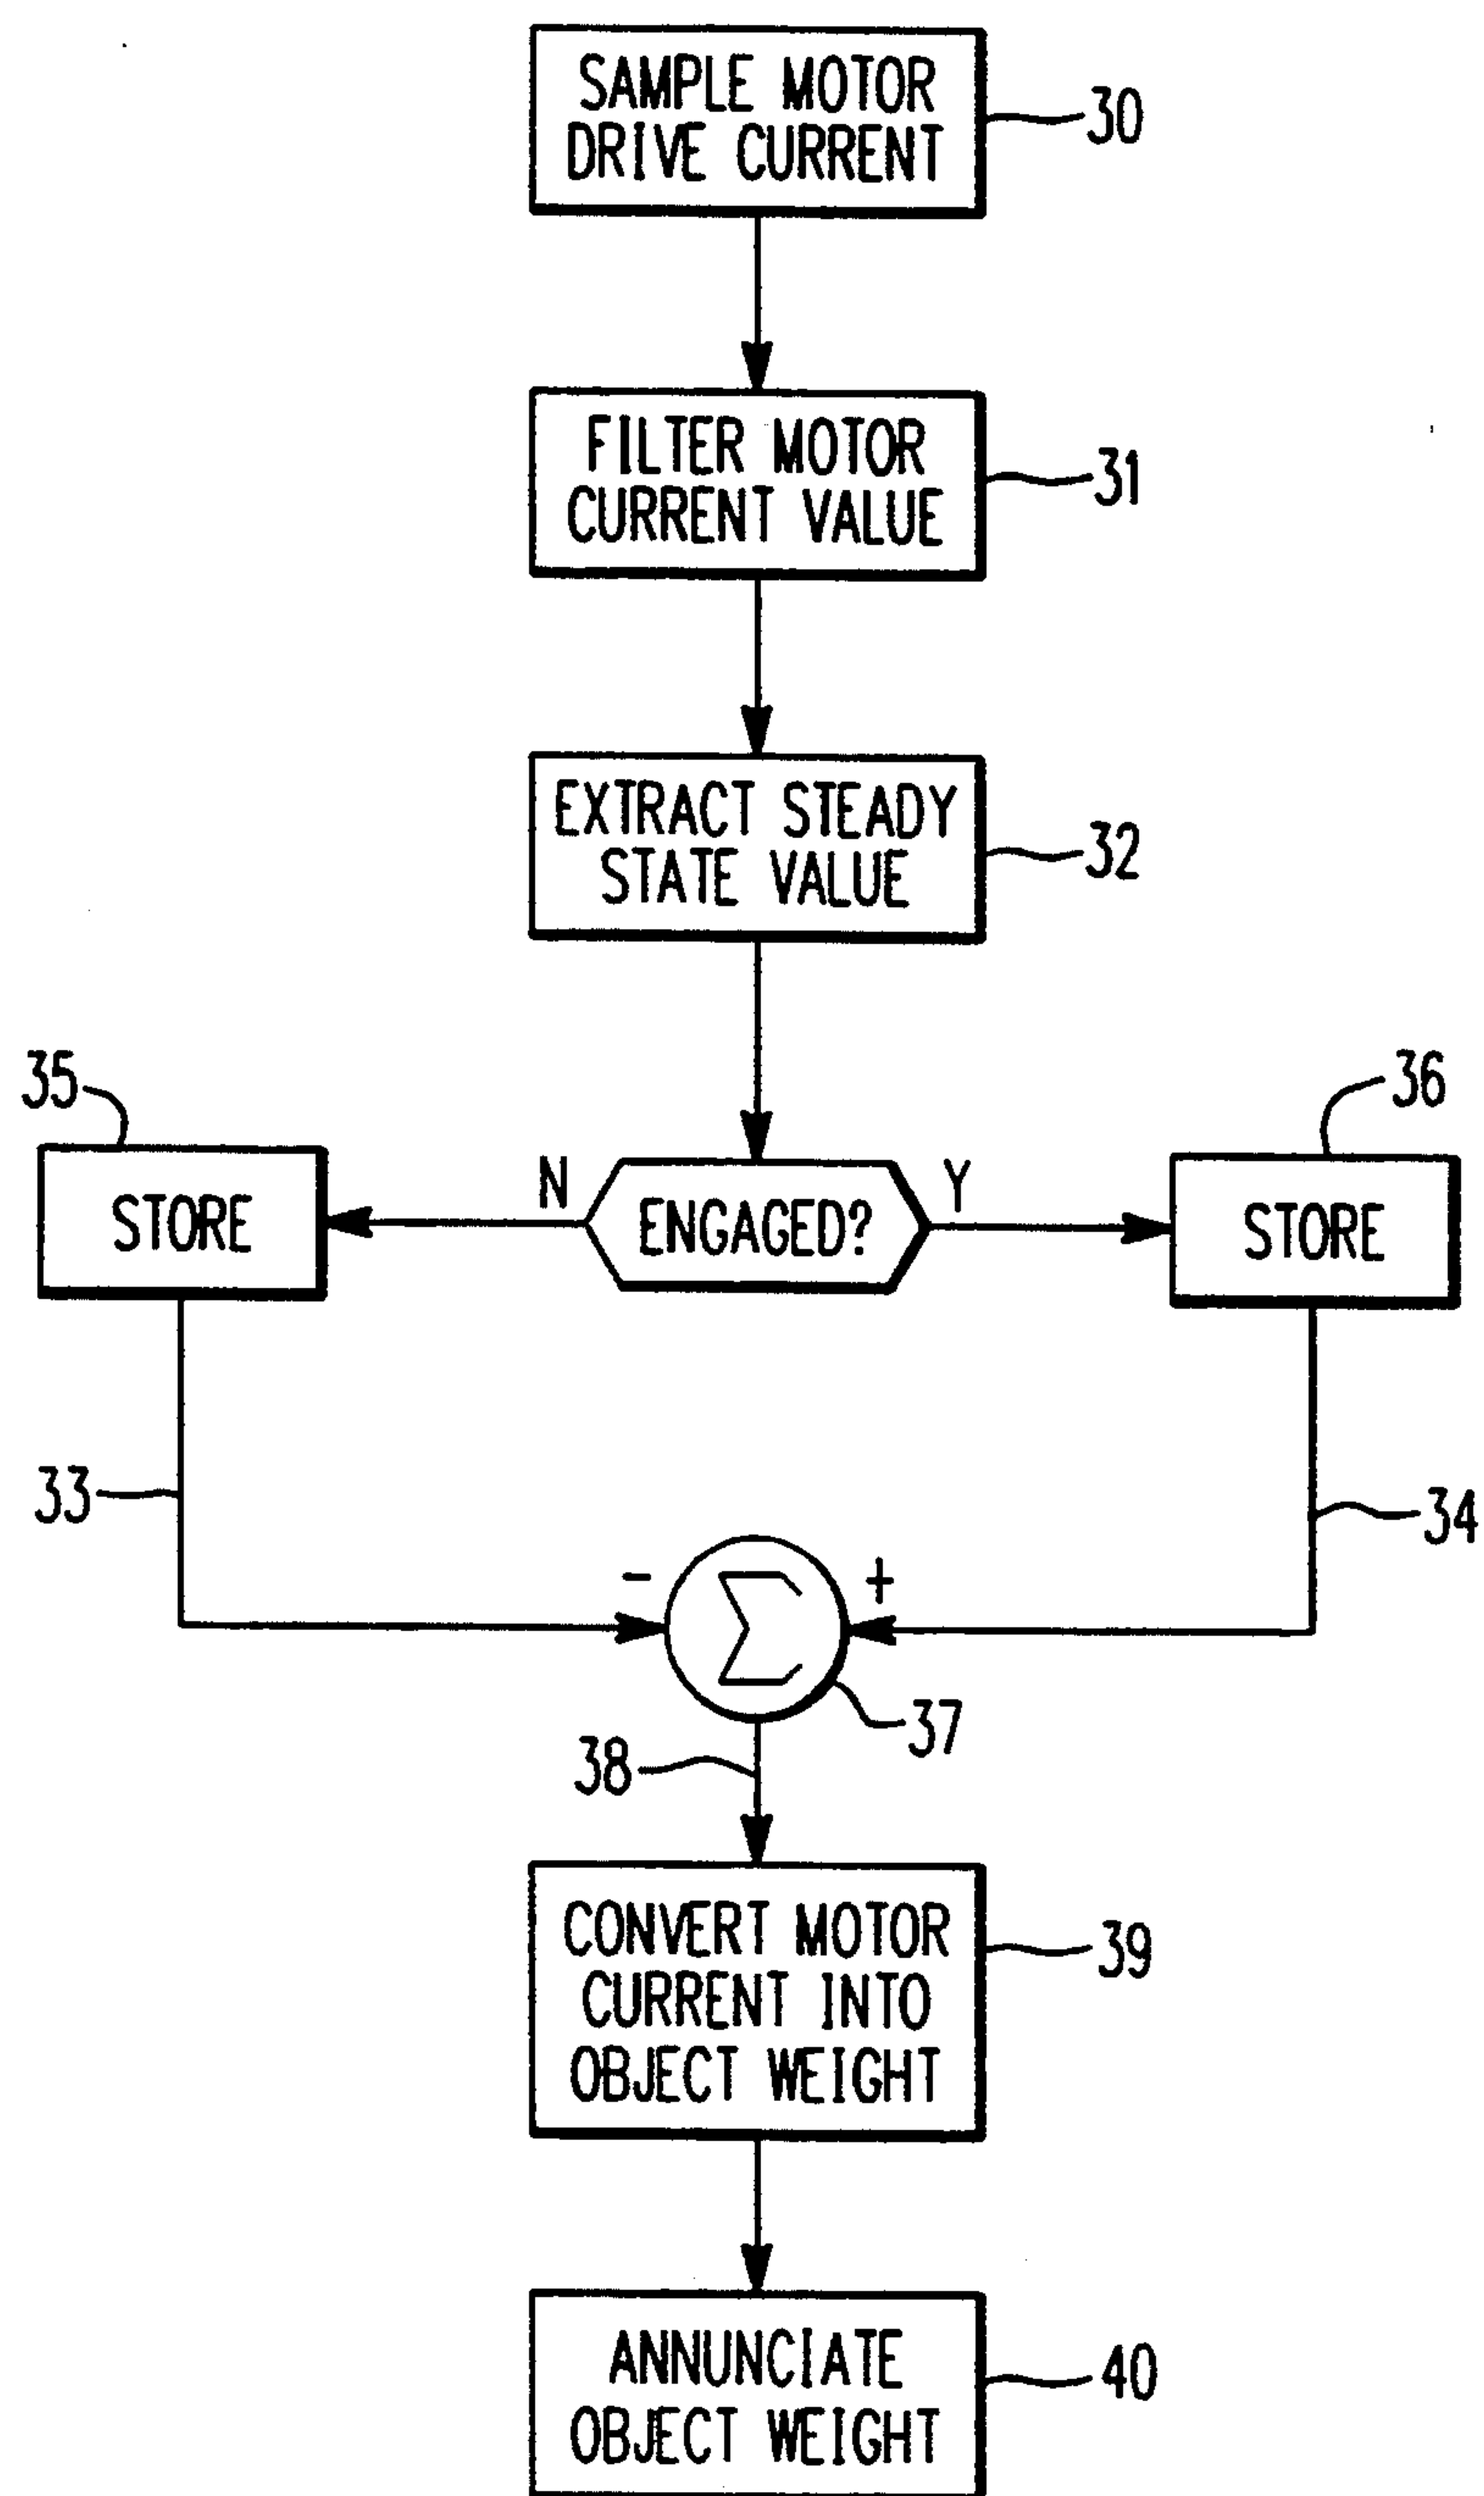 SAMPLE MOTOR
DRIVE CURRENT
30
FILTER MOTOR
CURRENT VALUE
31
EXTRACT STEADY
STATE VALUE
32
35
36
STORE
N
ENGAGED?
Y
STORE
33
34
-
Σ
+
37
38
CONVERT MOTOR
CURRENT INTO
OBJECT WEIGHT
39
ANNUNCIATE
OBJECT WEIGHT
40